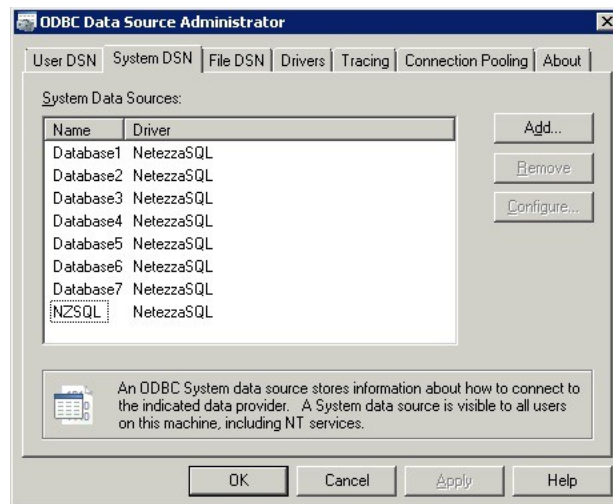 ODBC Data Source Administrator
User DSN System DSN File DSN Drivers Tracing Connection Pooling About
System Data Sources:
Name Driver
Database1 NetezzaSQL
Database2 NetezzaSQL
Database3 NetezzaSQL
Database4 NetezzaSQL
Database5 NetezzaSQL
Database6 NetezzaSQL
Database7 NetezzaSQL
NZSQL NetezzaSQL
Add...
Remove
Configure...
An ODBC System data source stores information about how to connect to
the indicated data provider. A System data source is visible to all users
on this machine, including NT services.
OK Cancel Apply Help